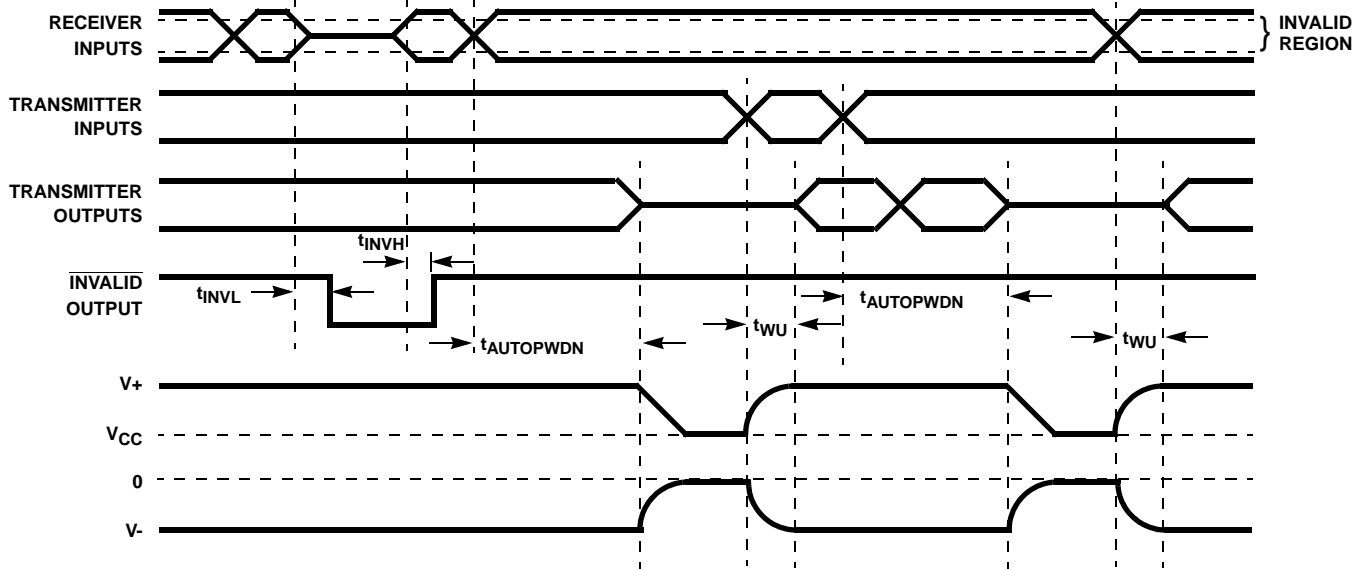 RECEIVER
INPUTS
} INVALID
REGION
TRANSMITTER
INPUTS
TRANSMITTER
OUTPUTS
tINVH
INVALID
OUTPUT
tINVL
tAUTOPWDN
tWU
tAUTOPWDN
tWU
V+
VCC
0
V-